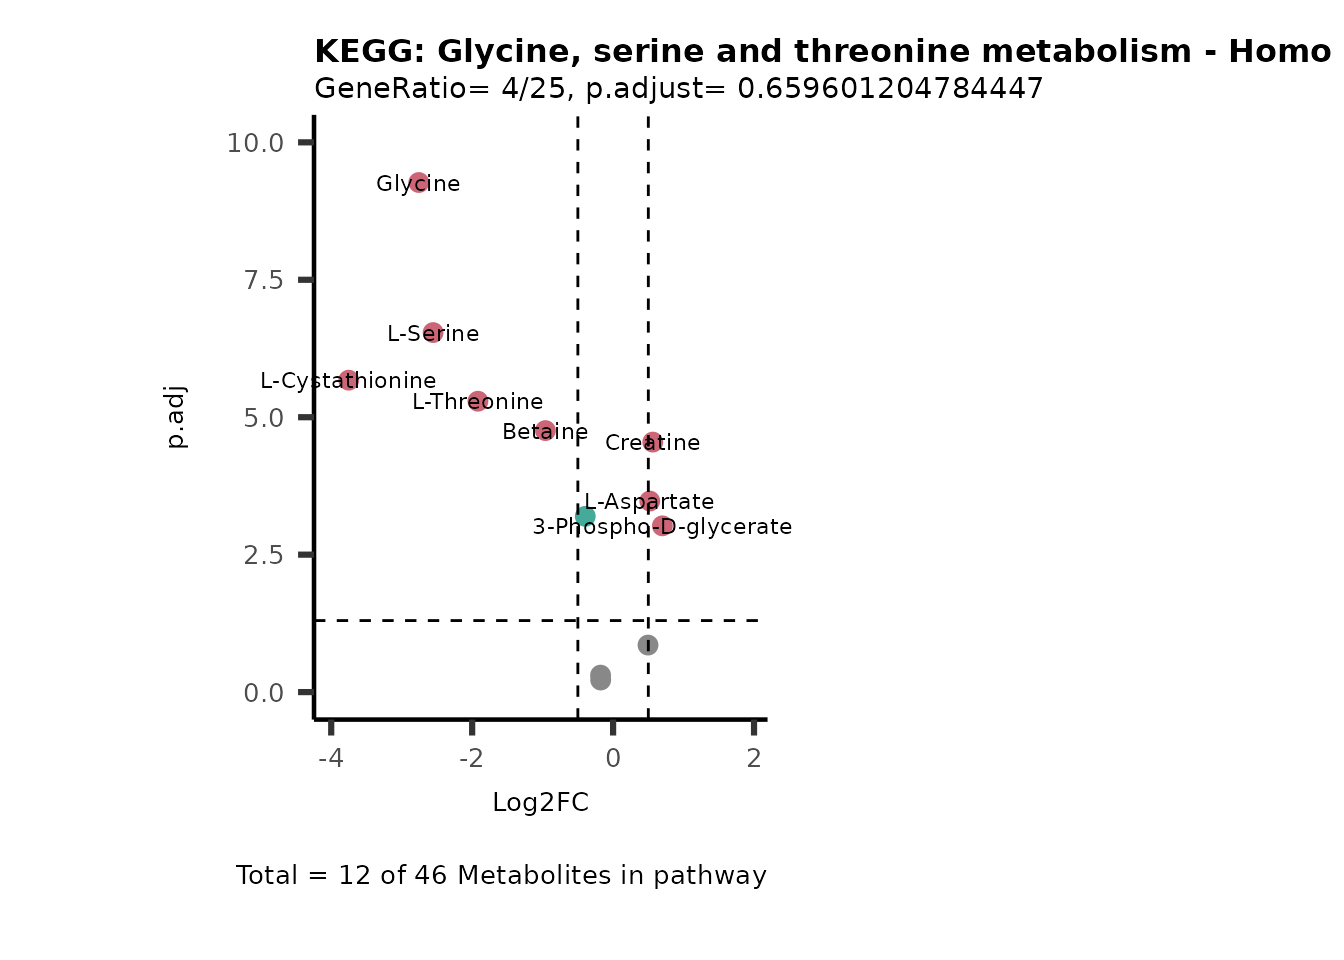 KEGG: Glycine, serine and threonine metabolism - Homo
GeneRatio= 4/25, p.adjust= 0.659601204784447
10.0
Glycine
7.5
L-Serine
L-Cystathionine
L-Threonine
p.adj
5.0
Betaine
Creatine
L-Aspartate
3-Phospho-D-glycerate
2.5
0.0
-4
-2
0
2
Log2FC
Total = 12 of 46 Metabolites in pathway